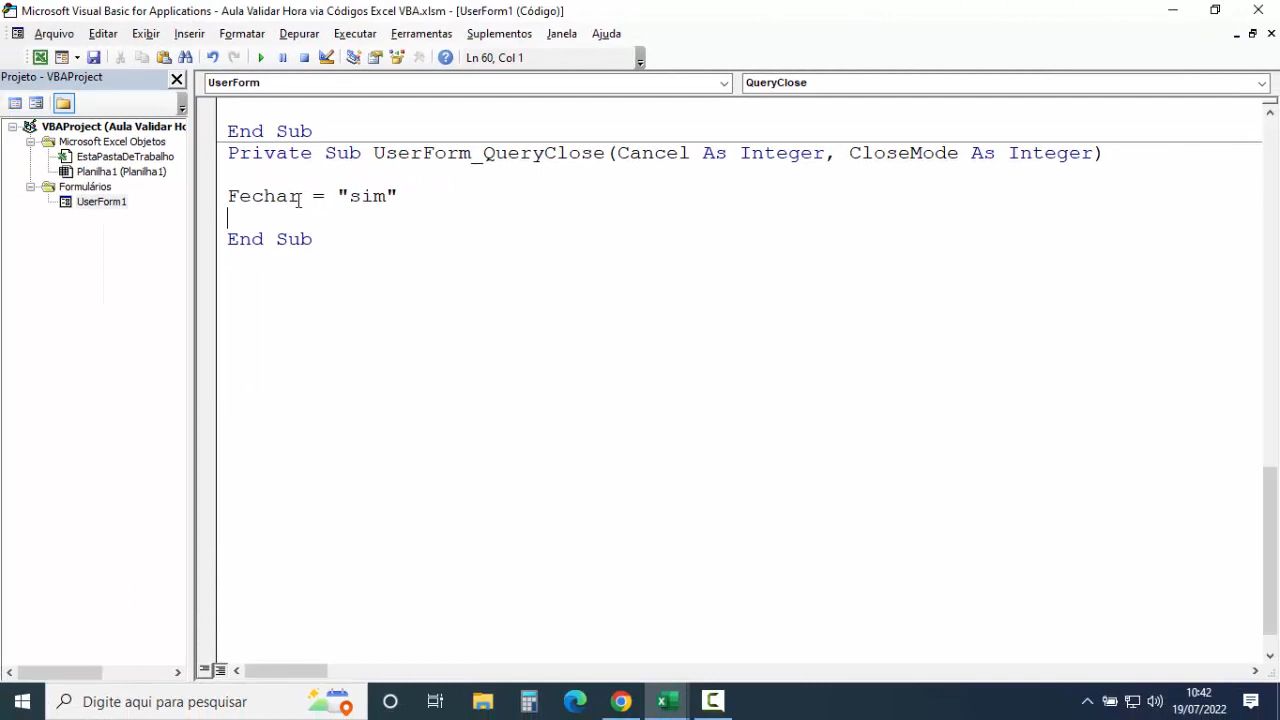 Microsoft Visual Basic for Applications - Aula Validar Hora via Códigos Excel VBA.xlsm - [UserForm1 (Código)]
Arquivo Editar Exibir Inserir Formatar Depurar Executar Ferramentas Suplementos Janela Ajuda
Ln 60, Col 1
Projeto - VBAProject
UserForm QueryClose
VBAProject (Aula Validar Ho
Microsoft Excel Objetos
EstaPastaDeTrabalho
Planilha1 (Planilha1)
Formulários
UserForm1
End Sub
Private Sub UserForm_QueryClose(Cancel As Integer, CloseMode As Integer)
Fechar = "sim"
End Sub
Digite aqui para pesquisar
10:42
19/07/2022